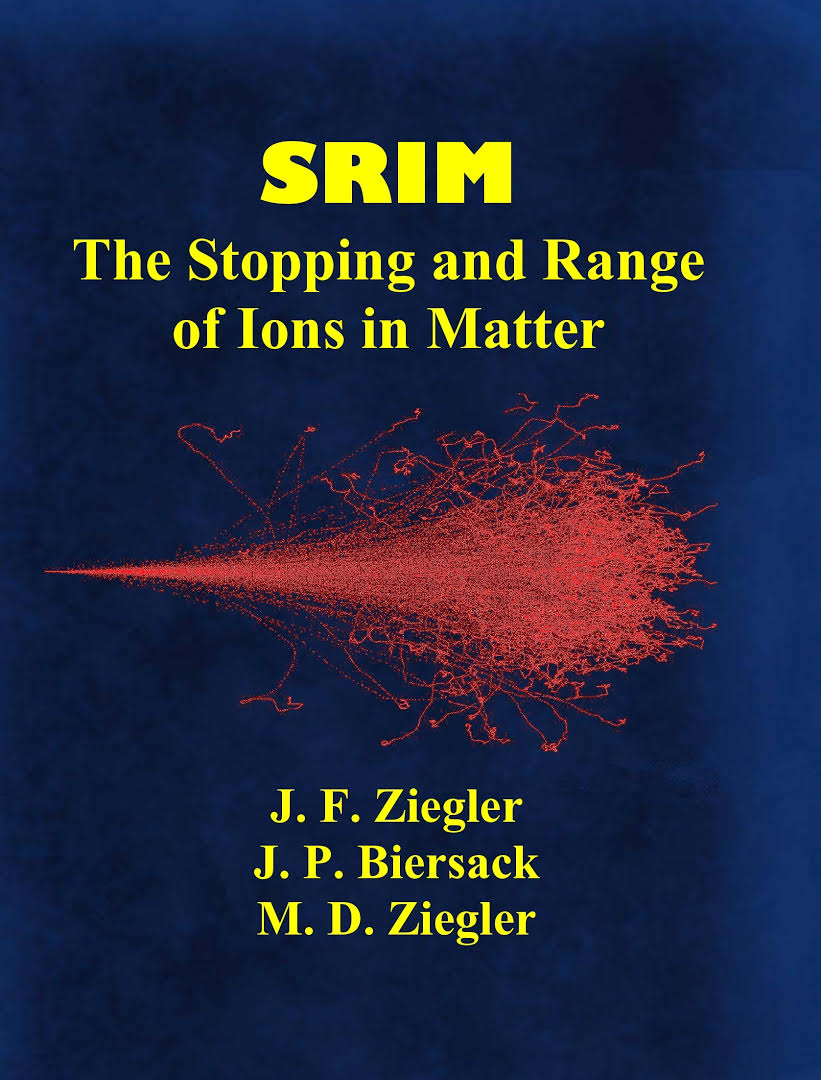 SRIM
The Stopping and Range
of Ions in Matter
J. F. Ziegler
J. P. Biersack
M. D. Ziegler